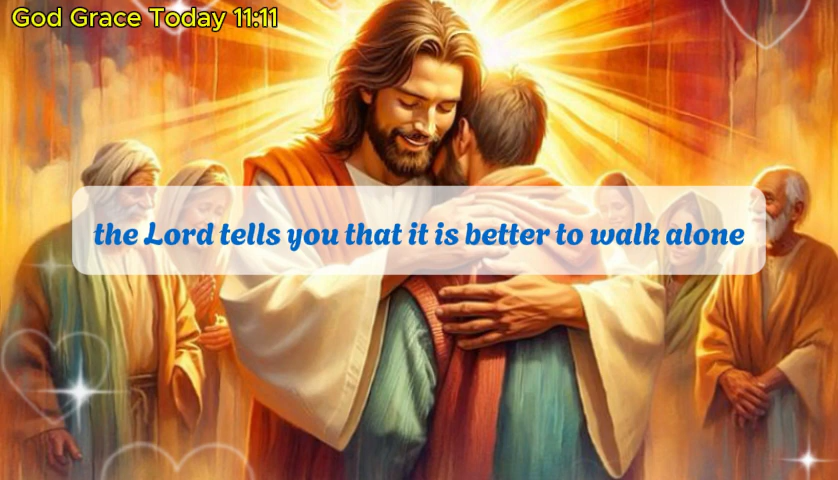 God Grace Today 11:11
the Lord tells you that it is better to walk alone